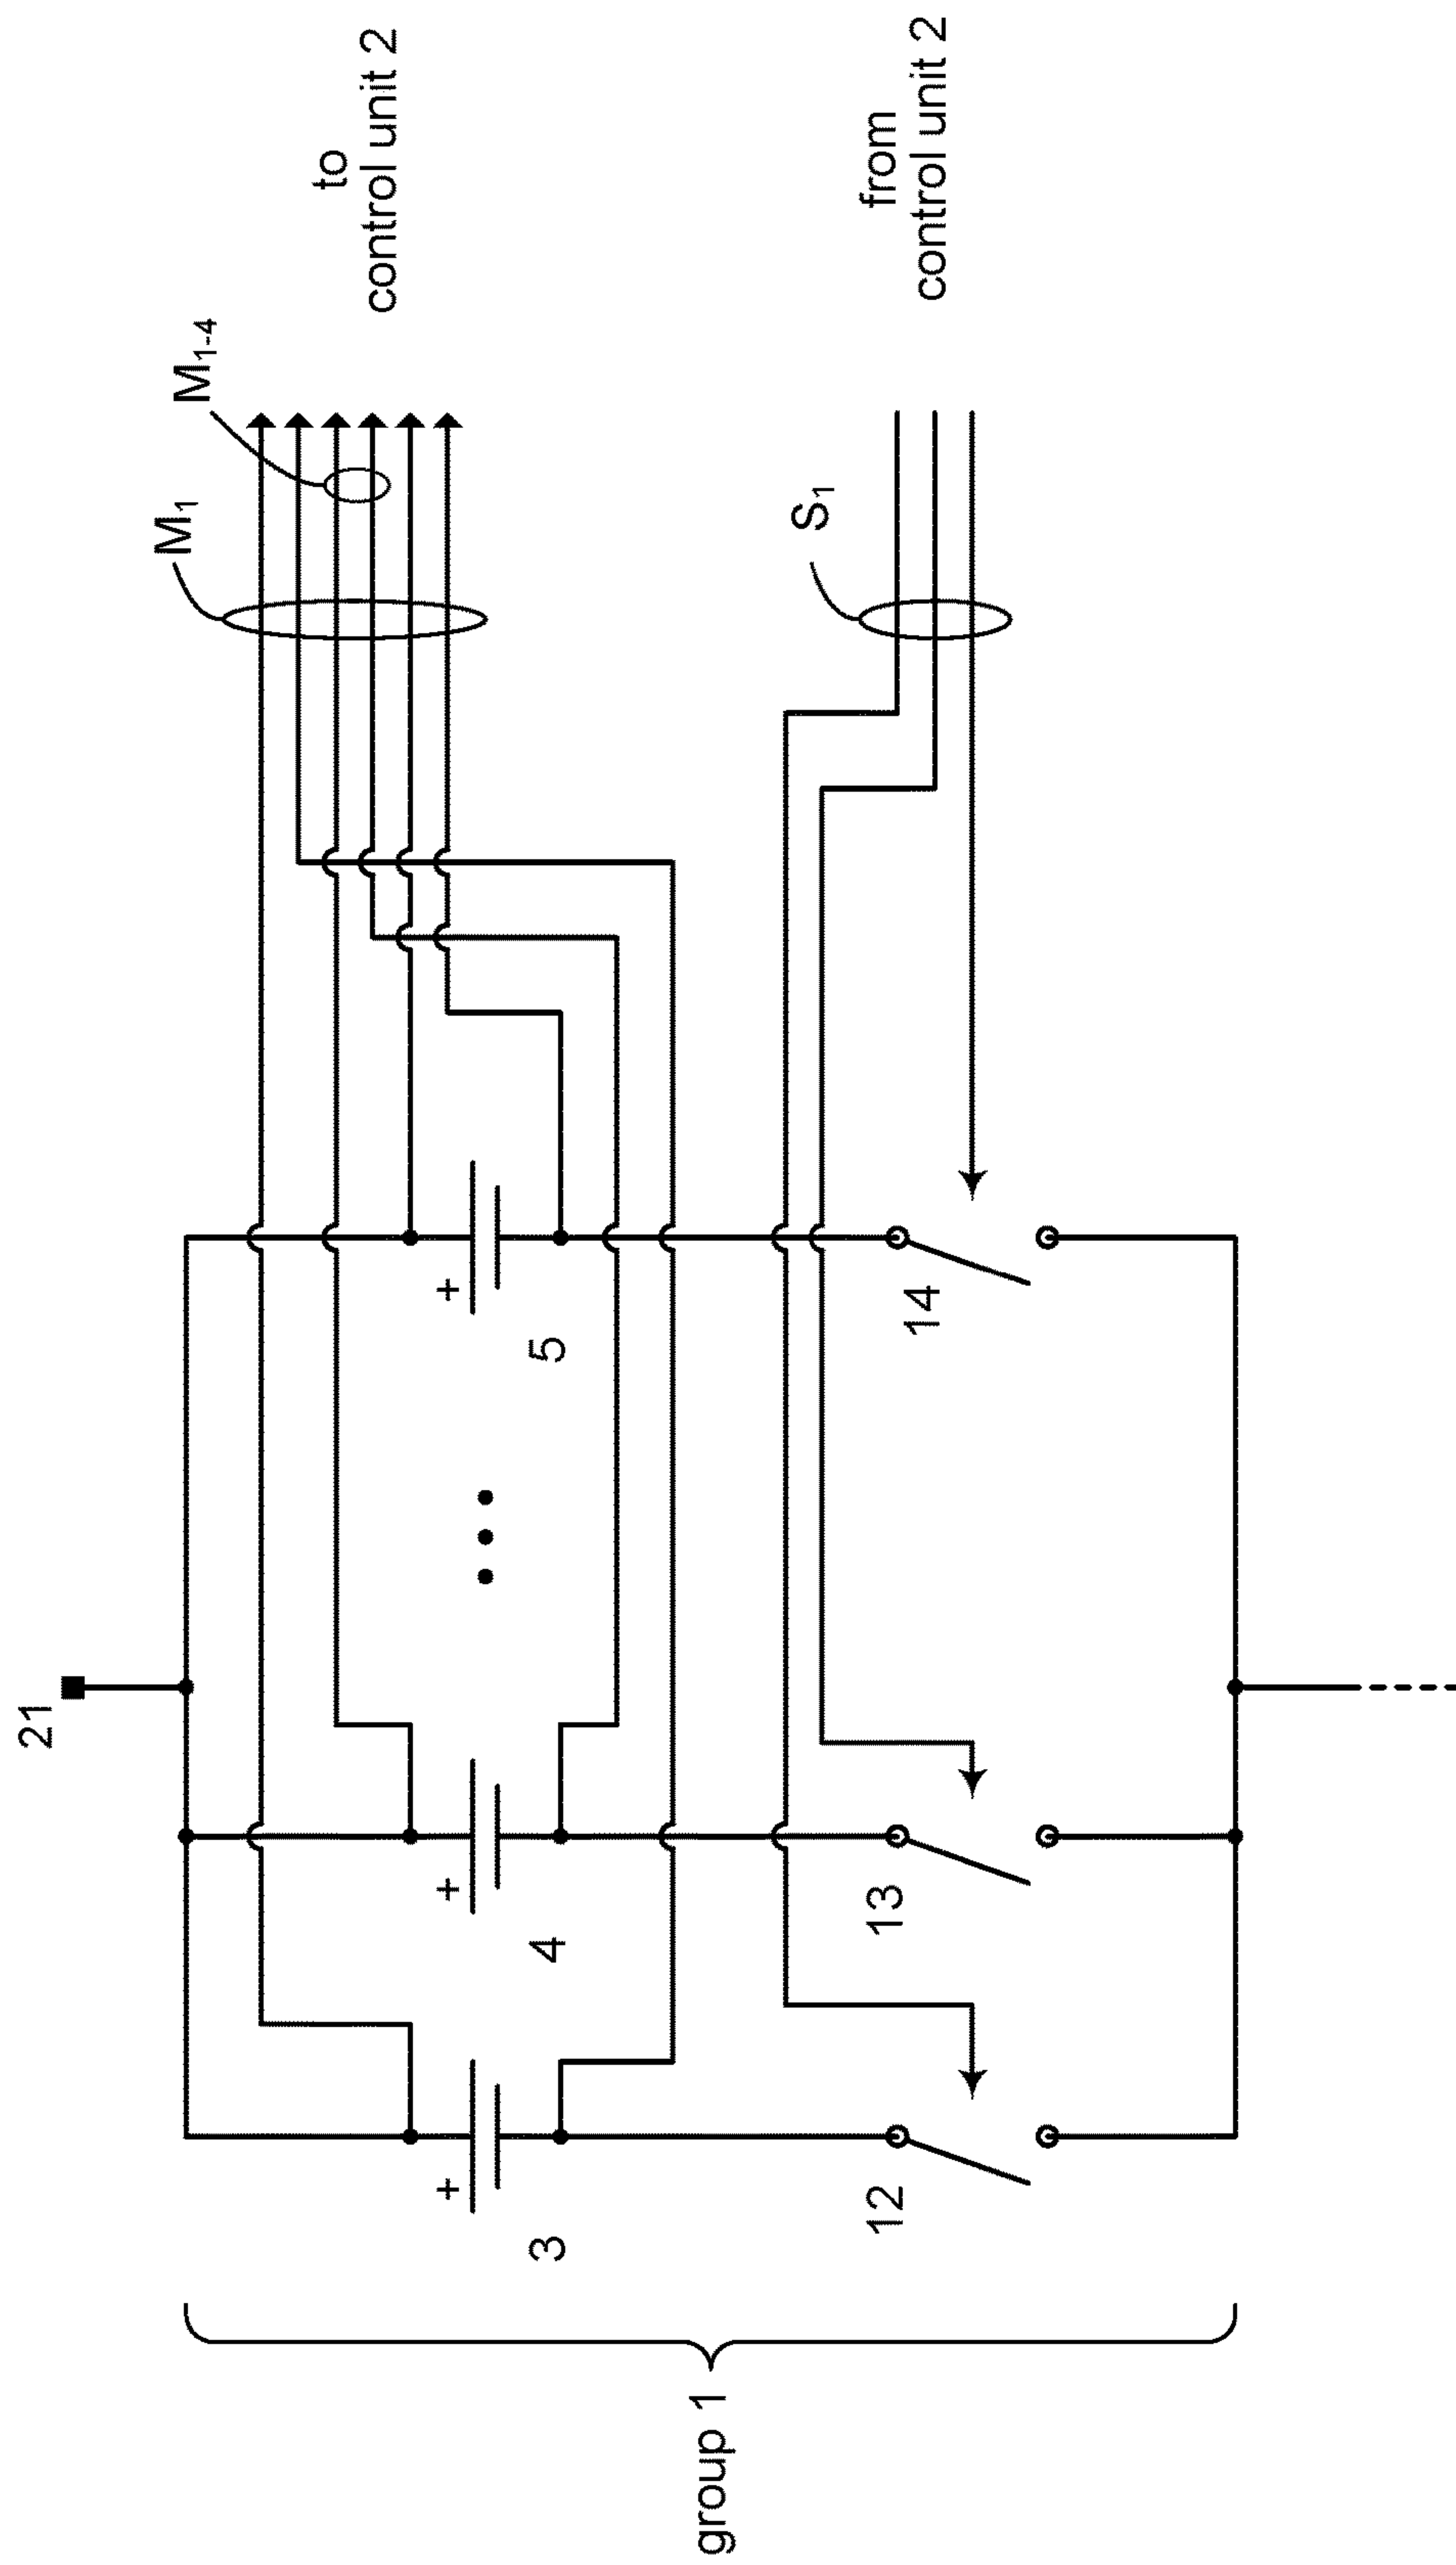 21
M₁
M₁₋₄
to
control unit 2
+
3
+
4
+
5
S₁
from
control unit 2
12
13
14
group 1